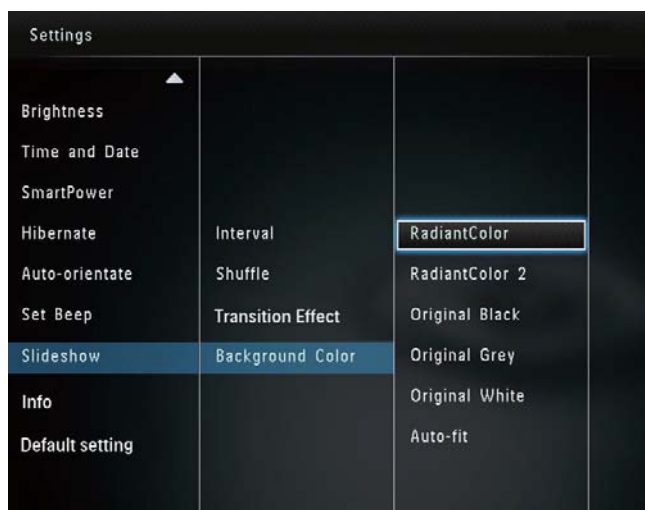 Settings
Brightness
Time and Date
SmartPower
Hibernate
Auto-orientate
Set Beep
Slideshow
Info
Default setting
Interval
Shuffle
Transition Effect
Background Color
RadiantColor
RadiantColor 2
Original Black
Original Grey
Original White
Auto-fit